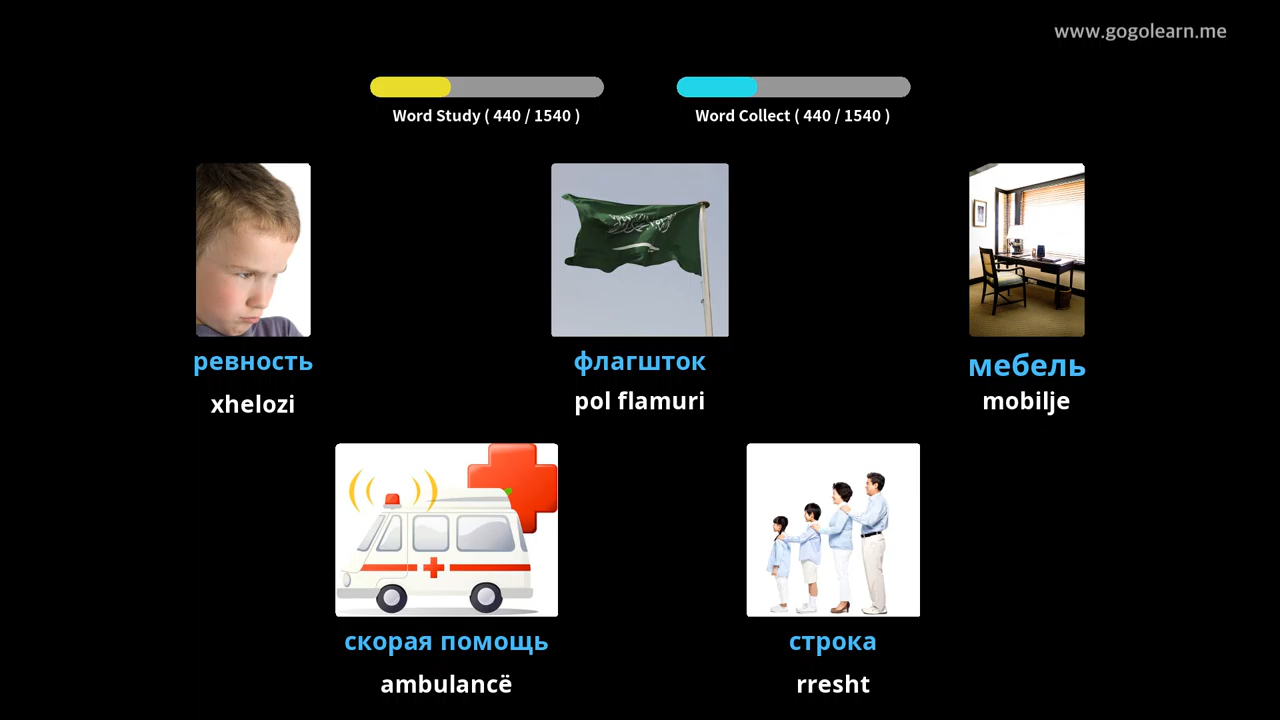 www.gogolearn.me
Word Study ( 440 / 1540 )
Word Collect ( 440 / 1540 )
ревность
флагшток
мебель
xhelozi
pol flamuri
mobilje
скорая помощь
строка
ambulancë
rresht